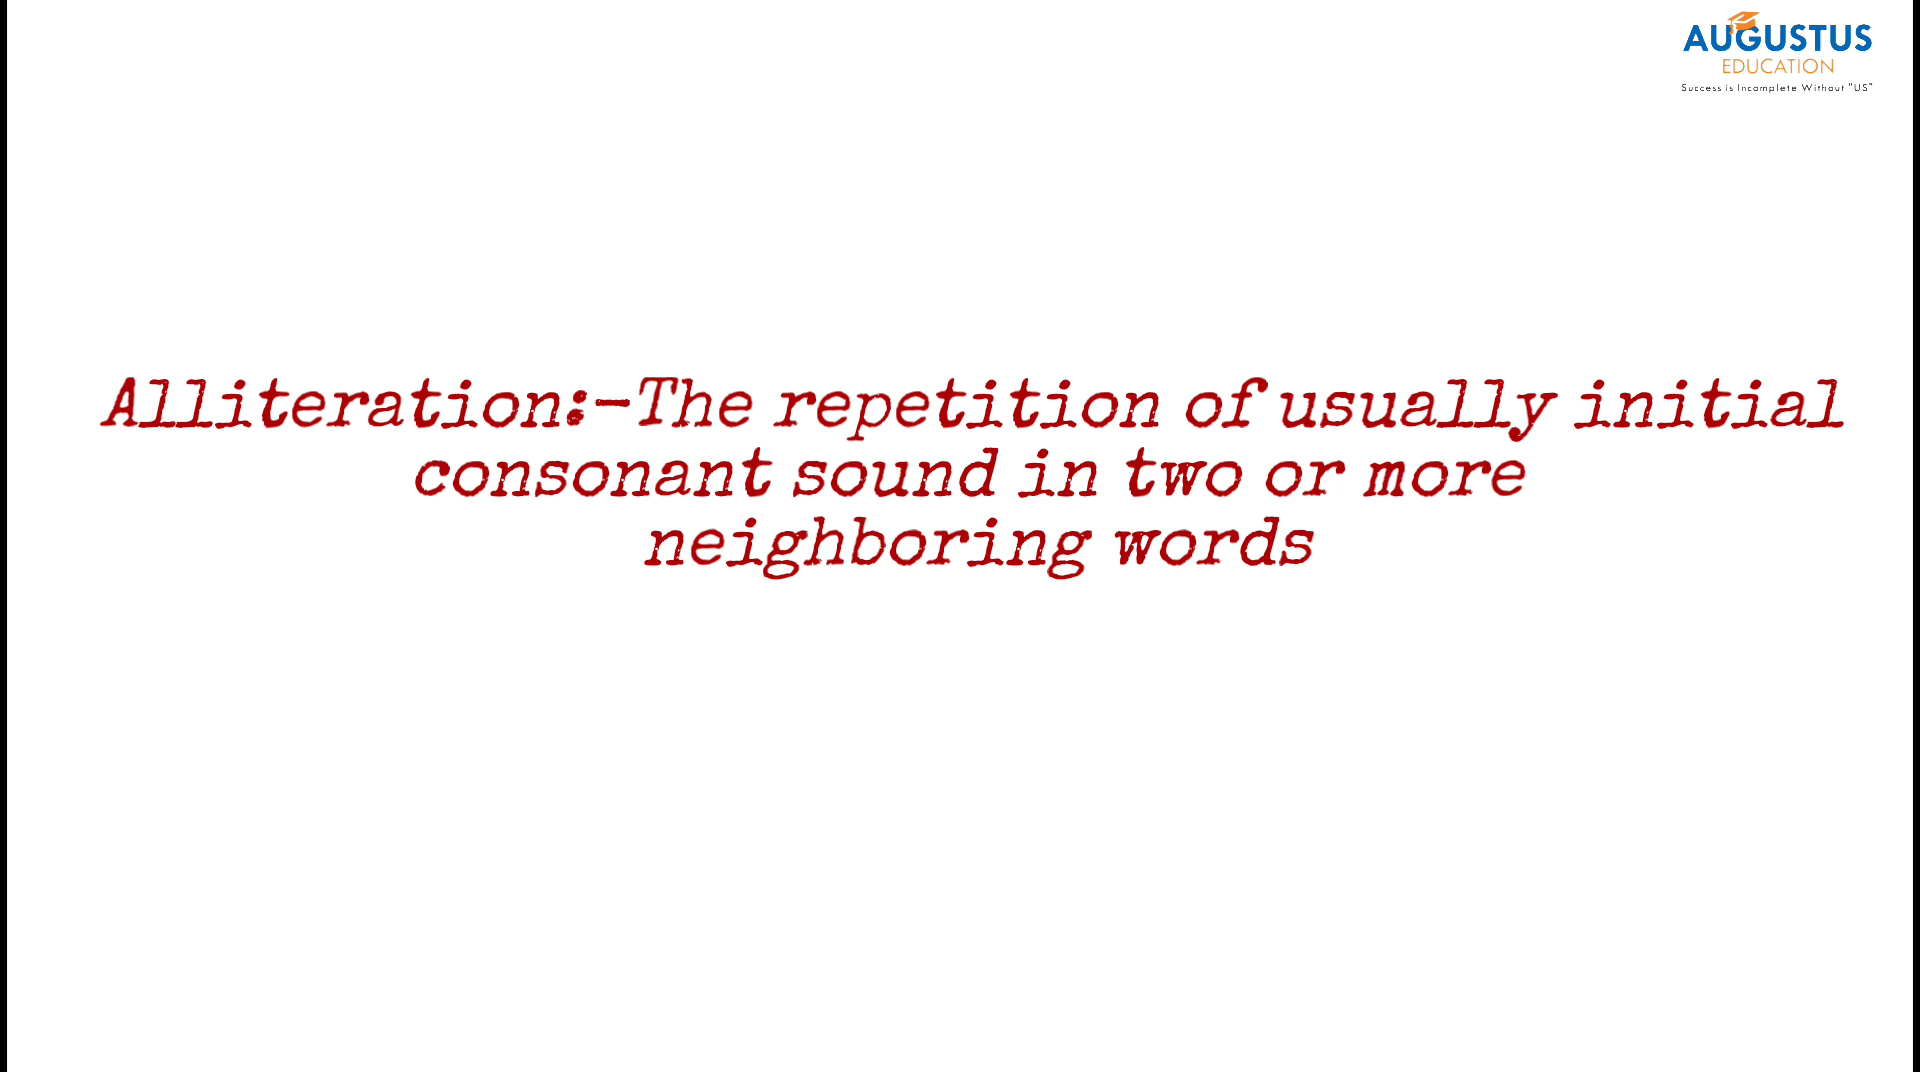 AUGUSTUS
EDUCATION
Success is Incomplete Without "US"
Alliteration:-The repetition of usually initial
consonant sound in two or more
neighboring words